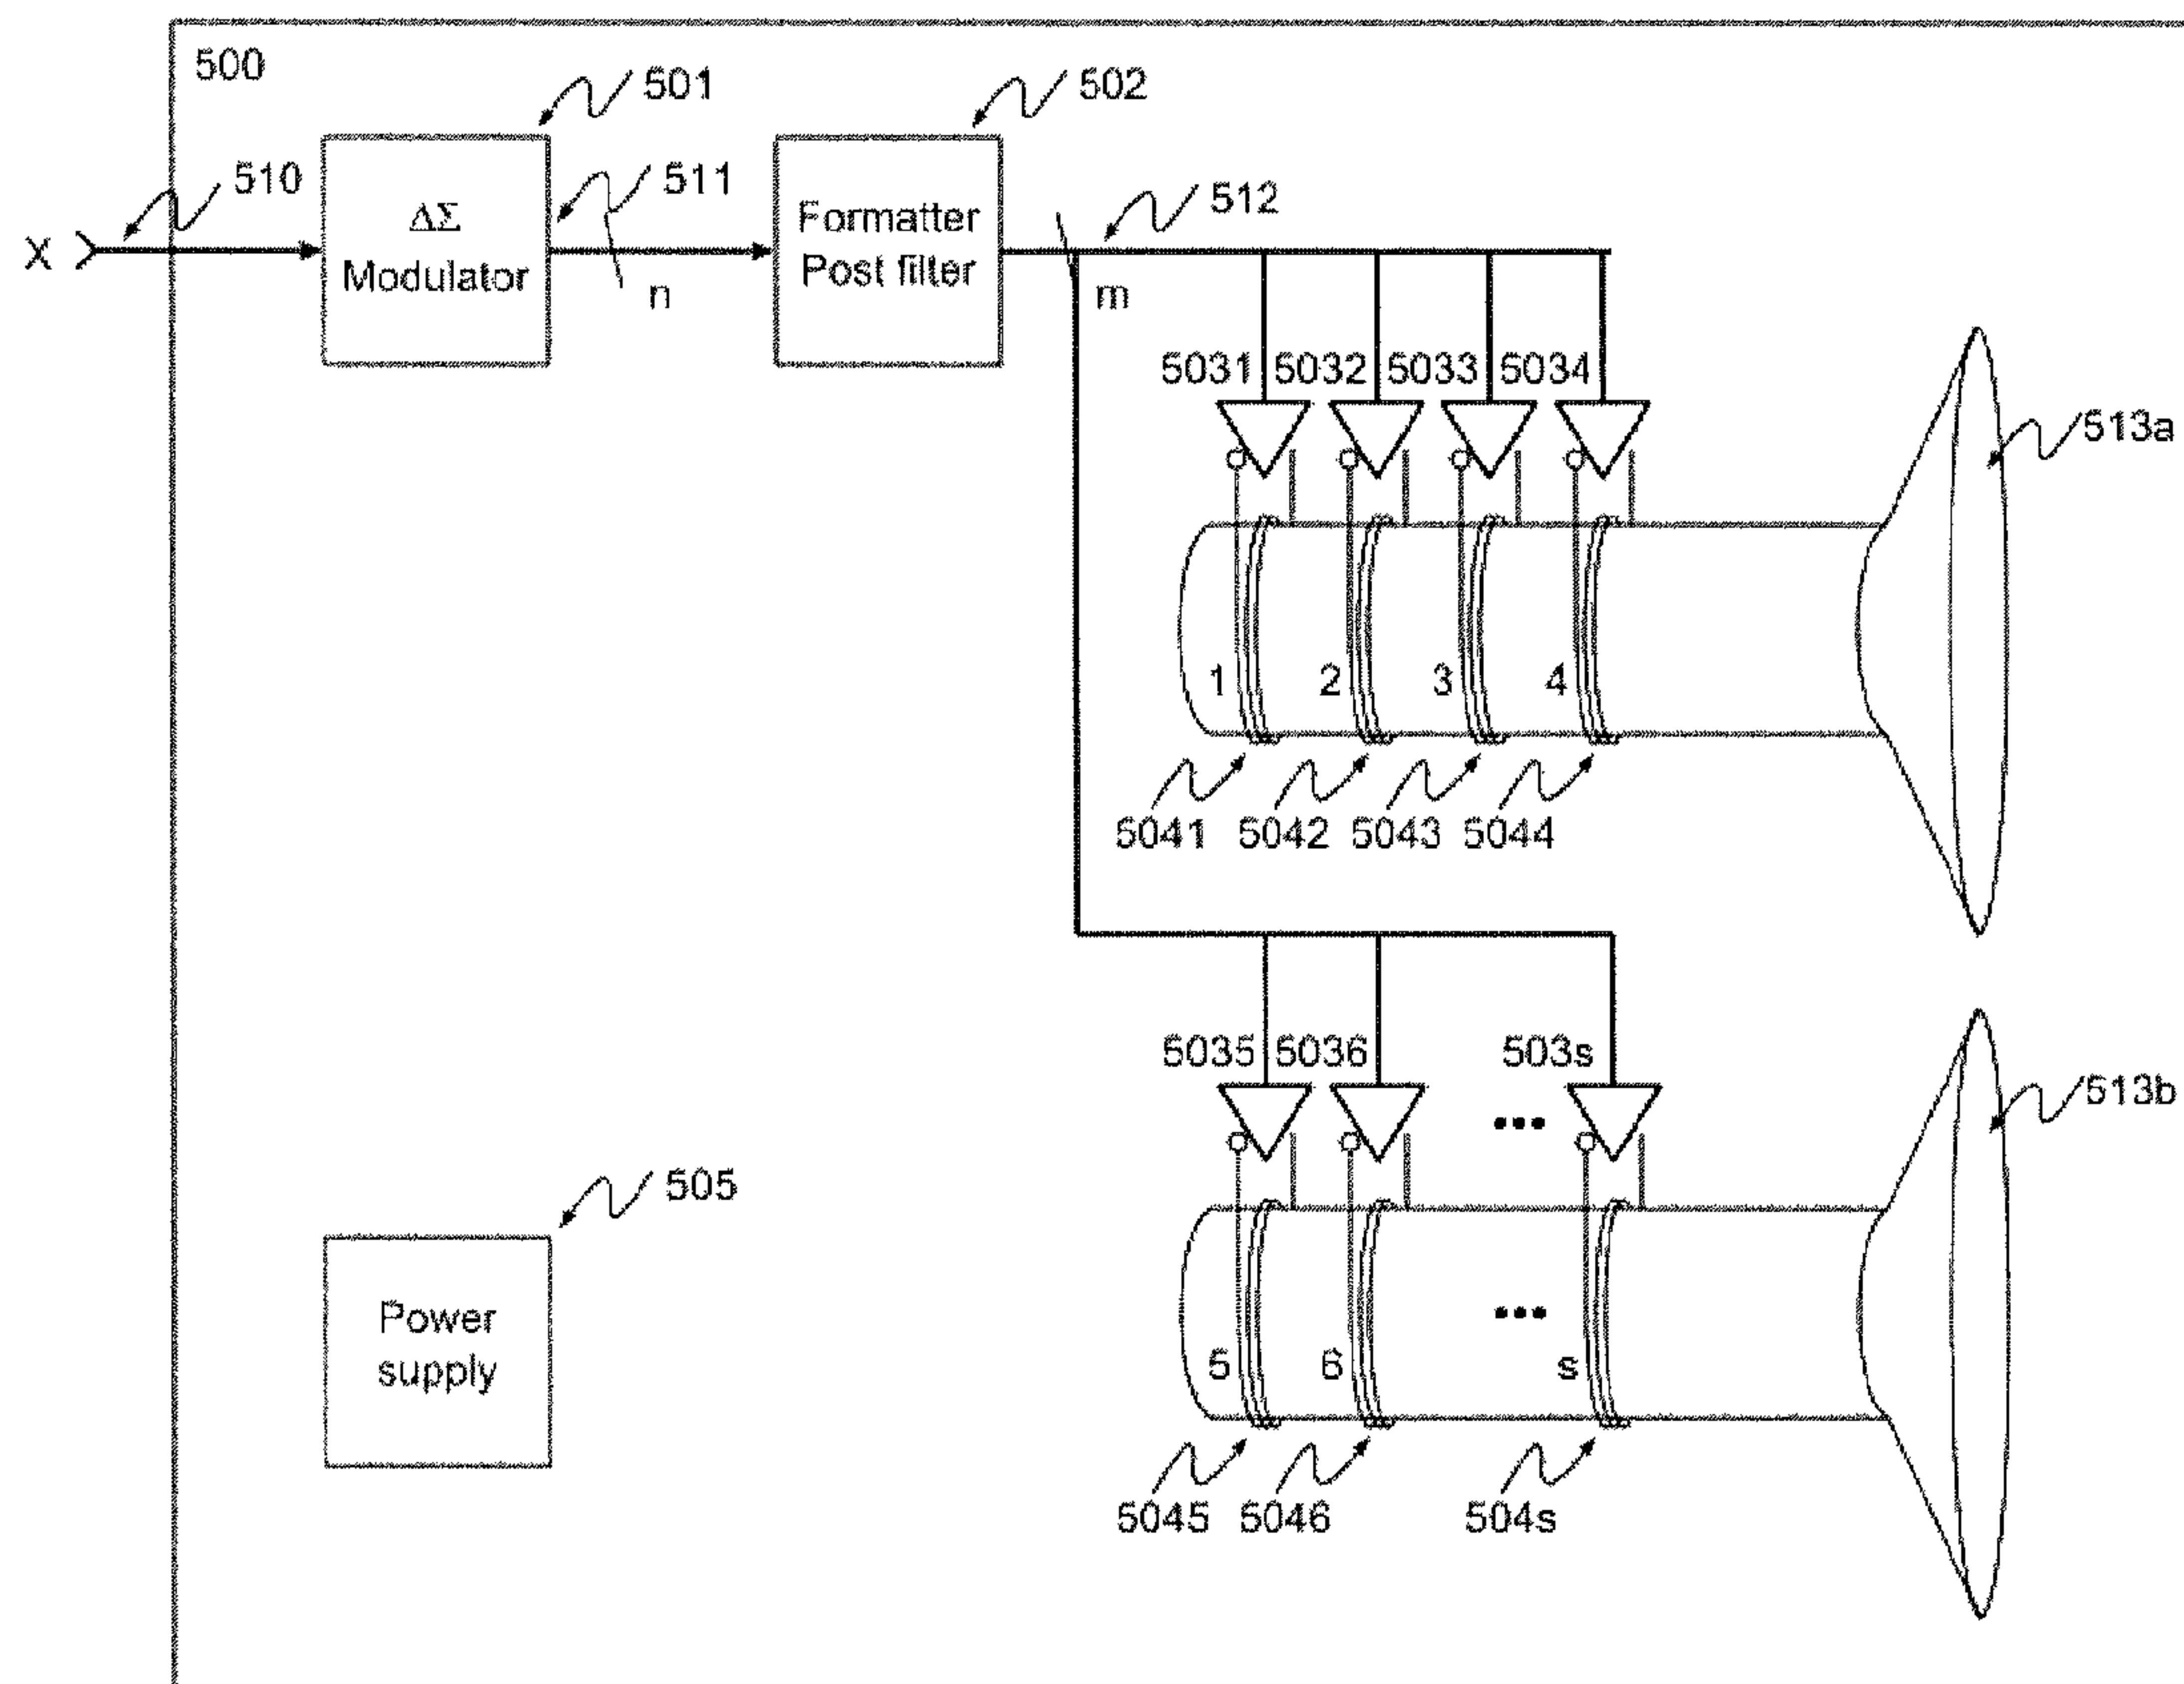 500
501
502
510
511
512
X
ΔΣ
Modulator
n
Formatter
Post filter
m
5031 5032 5033 5034
513a
1 2 3 4
5041 5042 5043 5044
5035 5036 503s
513b
...
505
Power
supply
...
5 6 s
5045 5046 504s